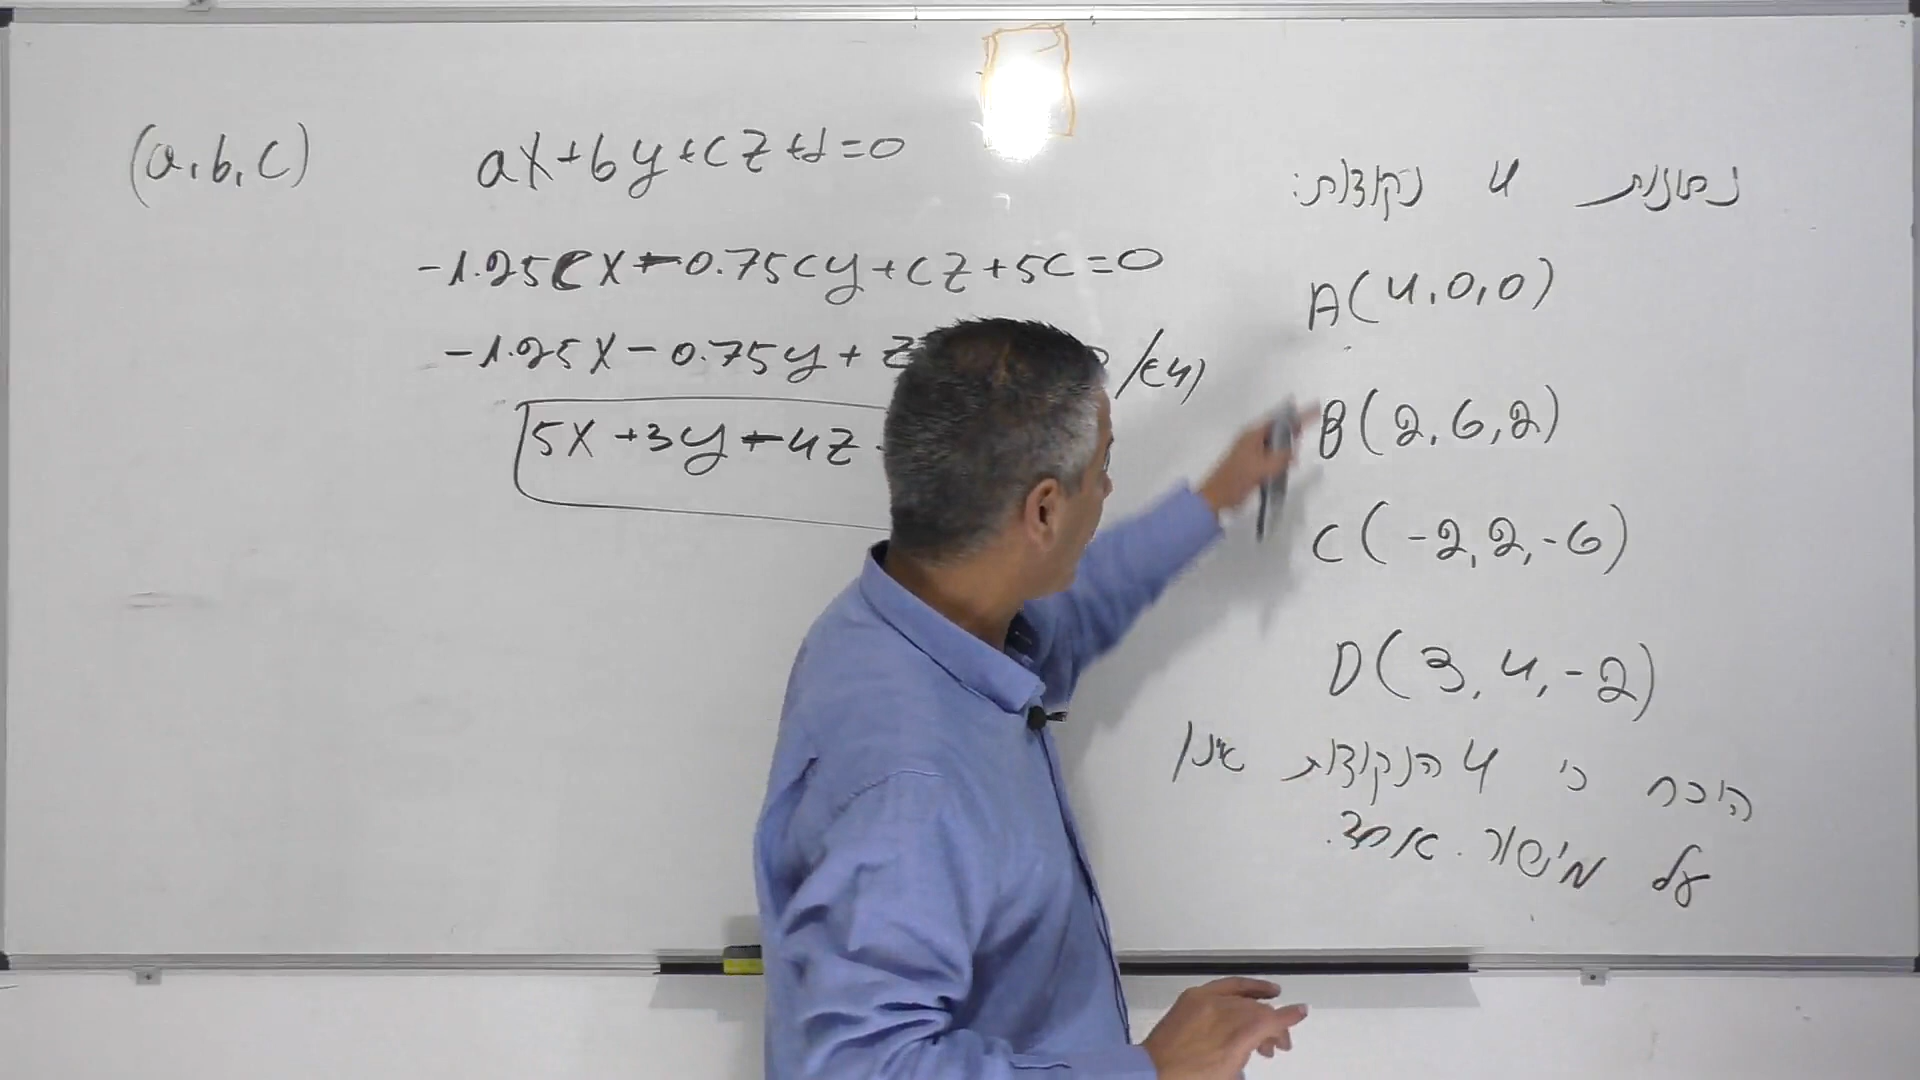 (a,b,c)
ax+by+cz+d=0
-1.25cx-0.75cy+cz+5c=0
-1.25x-0.75y+z
/(-4)
5x+3y-4z
נתונות 4 נקודות:
A(4,0,0)
B(2,6,2)
C(-2,2,-6)
D(3,4,-2)
הוכח כי 4 הנקודות אינן
על מישור אחד.